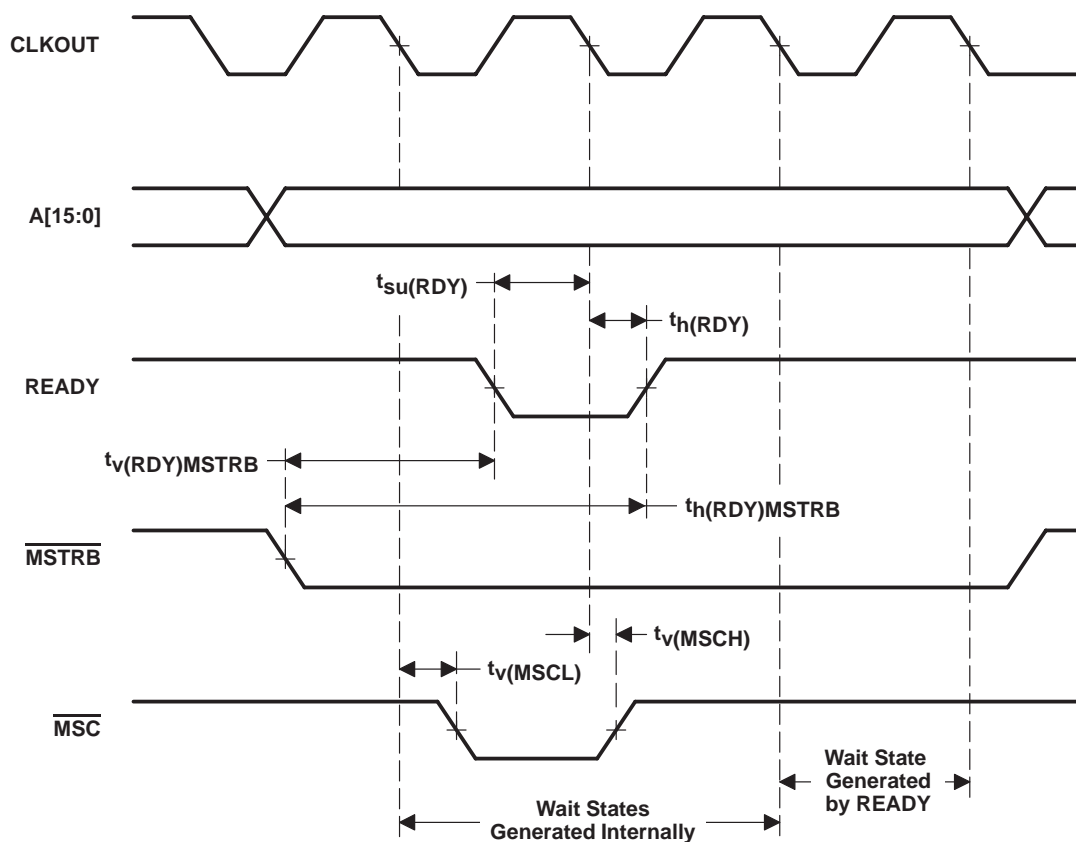 CLKOUT
A[15:0]
tsu(RDY)
th(RDY)
READY
tv(RDY)MSTRB
th(RDY)MSTRB
MSTRB
tv(MSCH)
tv(MSCL)
MSC
Wait State
Generated
by READY
Wait States
Generated Internally